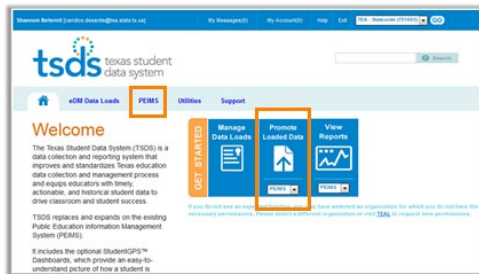 Shannon Betemit [candice.desante@tea.state.tx.us]
My Messages(0)
My Account(0)
Help
Exit
TEA - Statewide (701000)
GO
tsds texas student
data system
Search
eDM Data Loads
PEIMS
Utilities
Support
Welcome
The Texas Student Data System (TSDS) is a
data collection and reporting system that
improves and standardizes Texas education
data collection and management process
and equips educators with timely,
actionable, and historical student data to
drive classroom and student success.
TSDS replaces and expands on the existing
Public Education Information Management
System (PEIMS).
It includes the optional StudentGPS™
Dashboards, which provide an easy-to-
understand picture of how a student is
GET STARTED
Manage
Data Loads
Promote
Loaded Data
PEIMS
View
Reports
PEIMS
If you do not see an expected function, you may have selected an organization for which you do not have the
necessary permissions. Please select a different organization or visit TEAL to request new permissions.